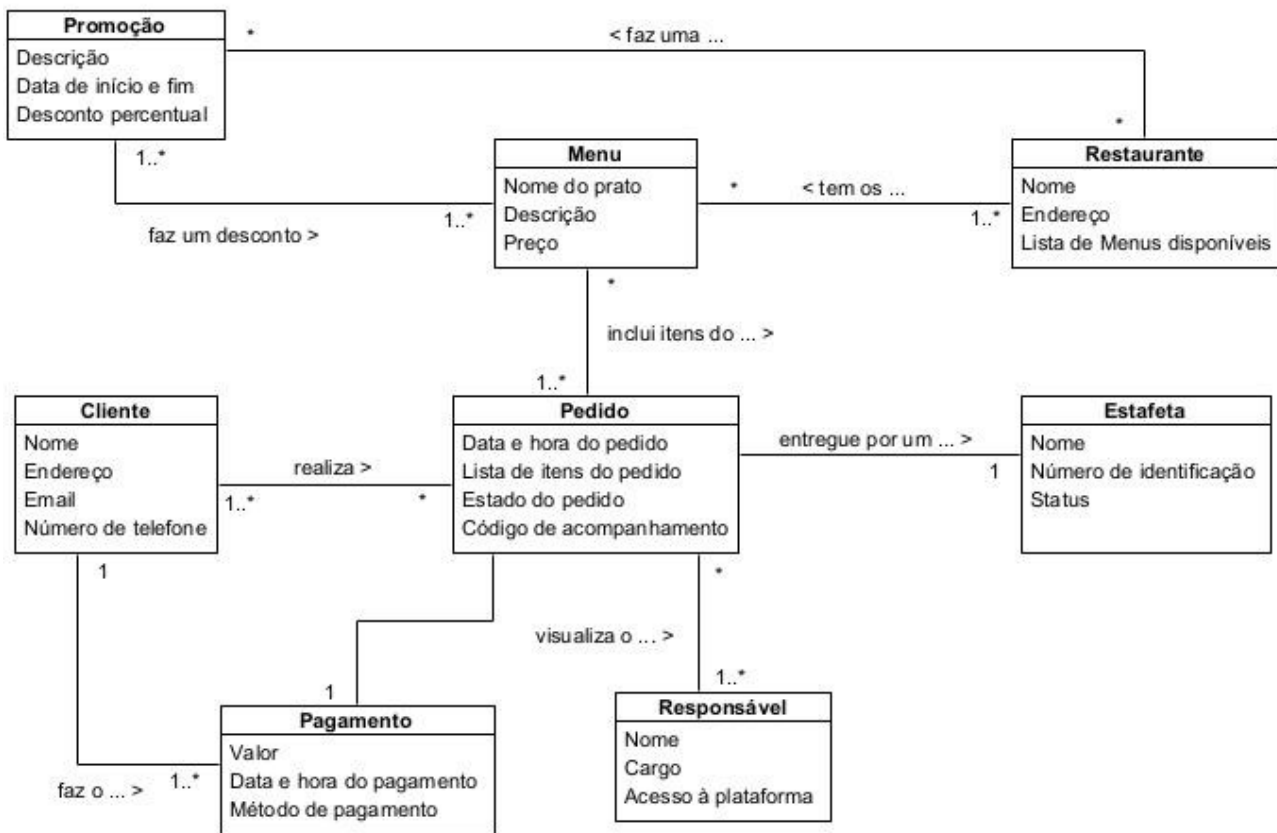 Promoção
Descrição
Data de início e fim
Desconto percentual
*
< faz uma ...
*
1..*
faz um desconto >
1..*
Menu
Nome do prato
Descrição
Preço
*
< tem os ...
1..*
Restaurante
Nome
Endereço
Lista de Menus disponíveis
*
inclui itens do ... >
1..*
Cliente
Nome
Endereço
Email
Número de telefone
realiza >
1..*
*
Pedido
Data e hora do pedido
Lista de itens do pedido
Estado do pedido
Código de acompanhamento
entregue por um ... >
1
Estafeta
Nome
Número de identificação
Status
1
faz o ... >
1..*
1
Pagamento
Valor
Data e hora do pagamento
Método de pagamento
*
visualiza o ... >
1..*
Responsável
Nome
Cargo
Acesso à plataforma